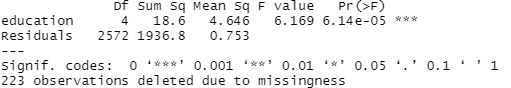 Df Sum Sq Mean Sq F value Pr(>F)
education 4 18.6 4.646 6.169 6.14e-05 ***
Residuals 2572 1936.8 0.753
---
Signif. codes: 0 ‘***’ 0.001 ‘**’ 0.01 ‘*’ 0.05 ‘.’ 0.1 ‘ ’ 1
223 observations deleted due to missingness